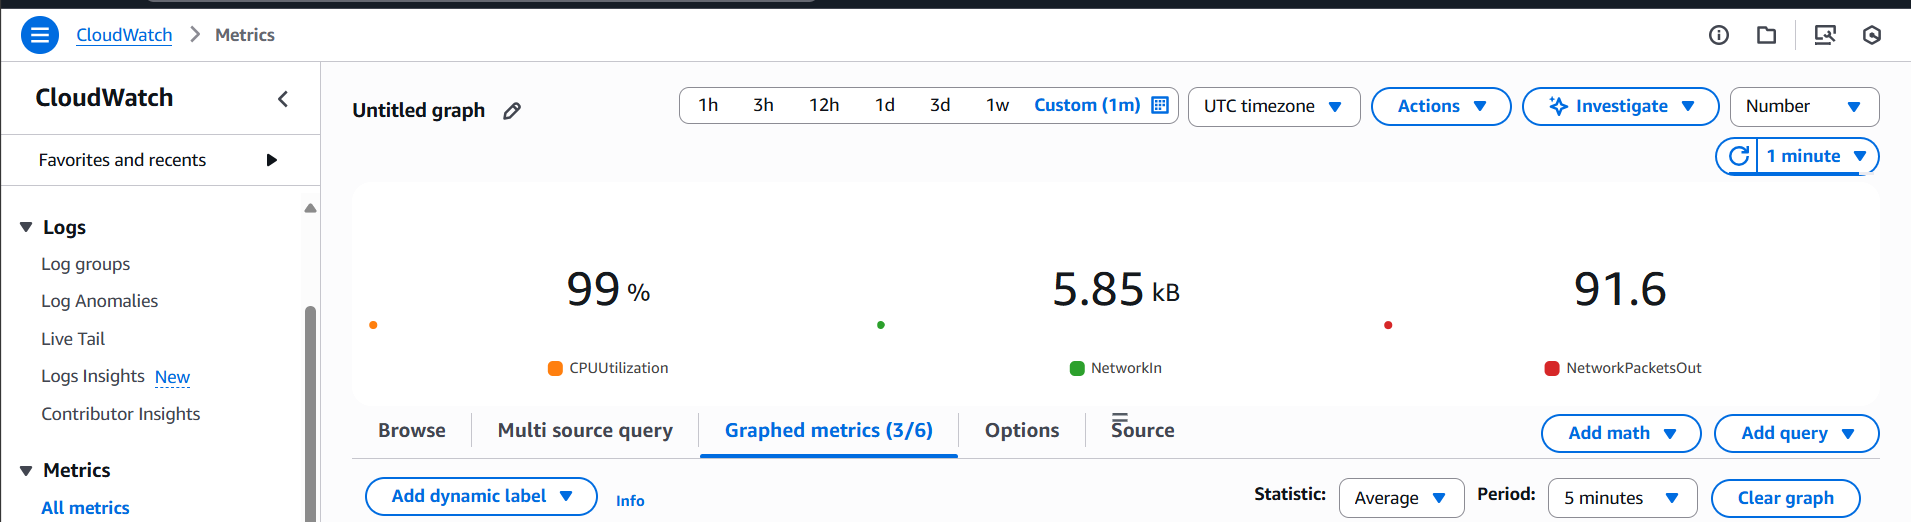 CloudWatch > Metrics
CloudWatch
Favorites and recents
Logs
Log groups
Log Anomalies
Live Tail
Logs Insights New
Contributor Insights
Metrics
All metrics
Untitled graph
1h 3h 12h 1d 3d 1w Custom (1m)
UTC timezone
Actions
Investigate
Number
1 minute
99 %
CPUUtilization
5.85 kB
NetworkIn
91.6
NetworkPacketsOut
Browse
Multi source query
Graphed metrics (3/6)
Options
Source
Add math
Add query
Add dynamic label
Info
Statistic: Average
Period: 5 minutes
Clear graph